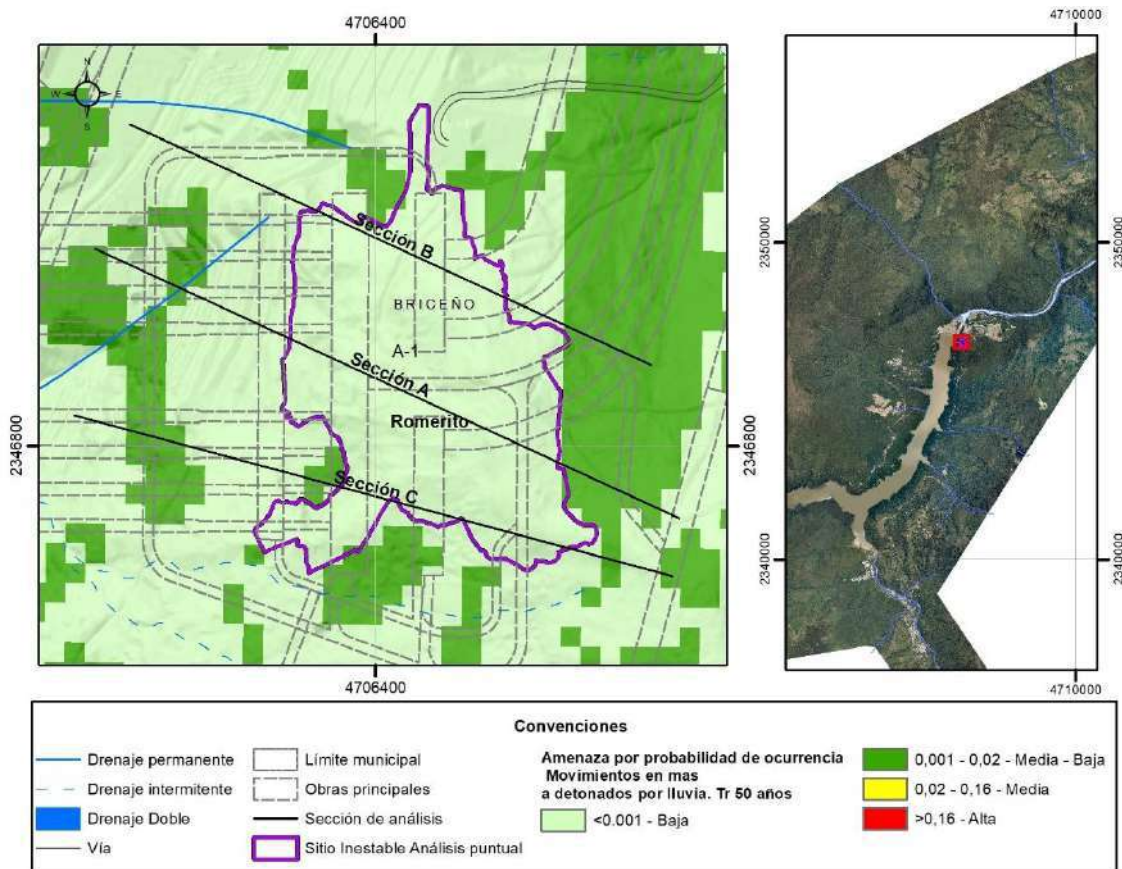 4706400
4710000
N
W E
S
Sección B
BRICEÑO
A-1
Sección A
Romerito
Sección C
2346800
2346800
2350000
2350000
2340000
2340000
4706400
4710000
Convenciones
Drenaje permanente
Drenaje intermitente
Drenaje Doble
Vía
Límite municipal
Obras principales
Sección de análisis
Sitio Inestable Análisis puntual
Amenaza por probabilidad de ocurrencia
Movimientos en mas
a detonados por lluvia. Tr 50 años
<0.001 - Baja
0,001 - 0,02 - Media - Baja
0,02 - 0,16 - Media
>0,16 - Alta